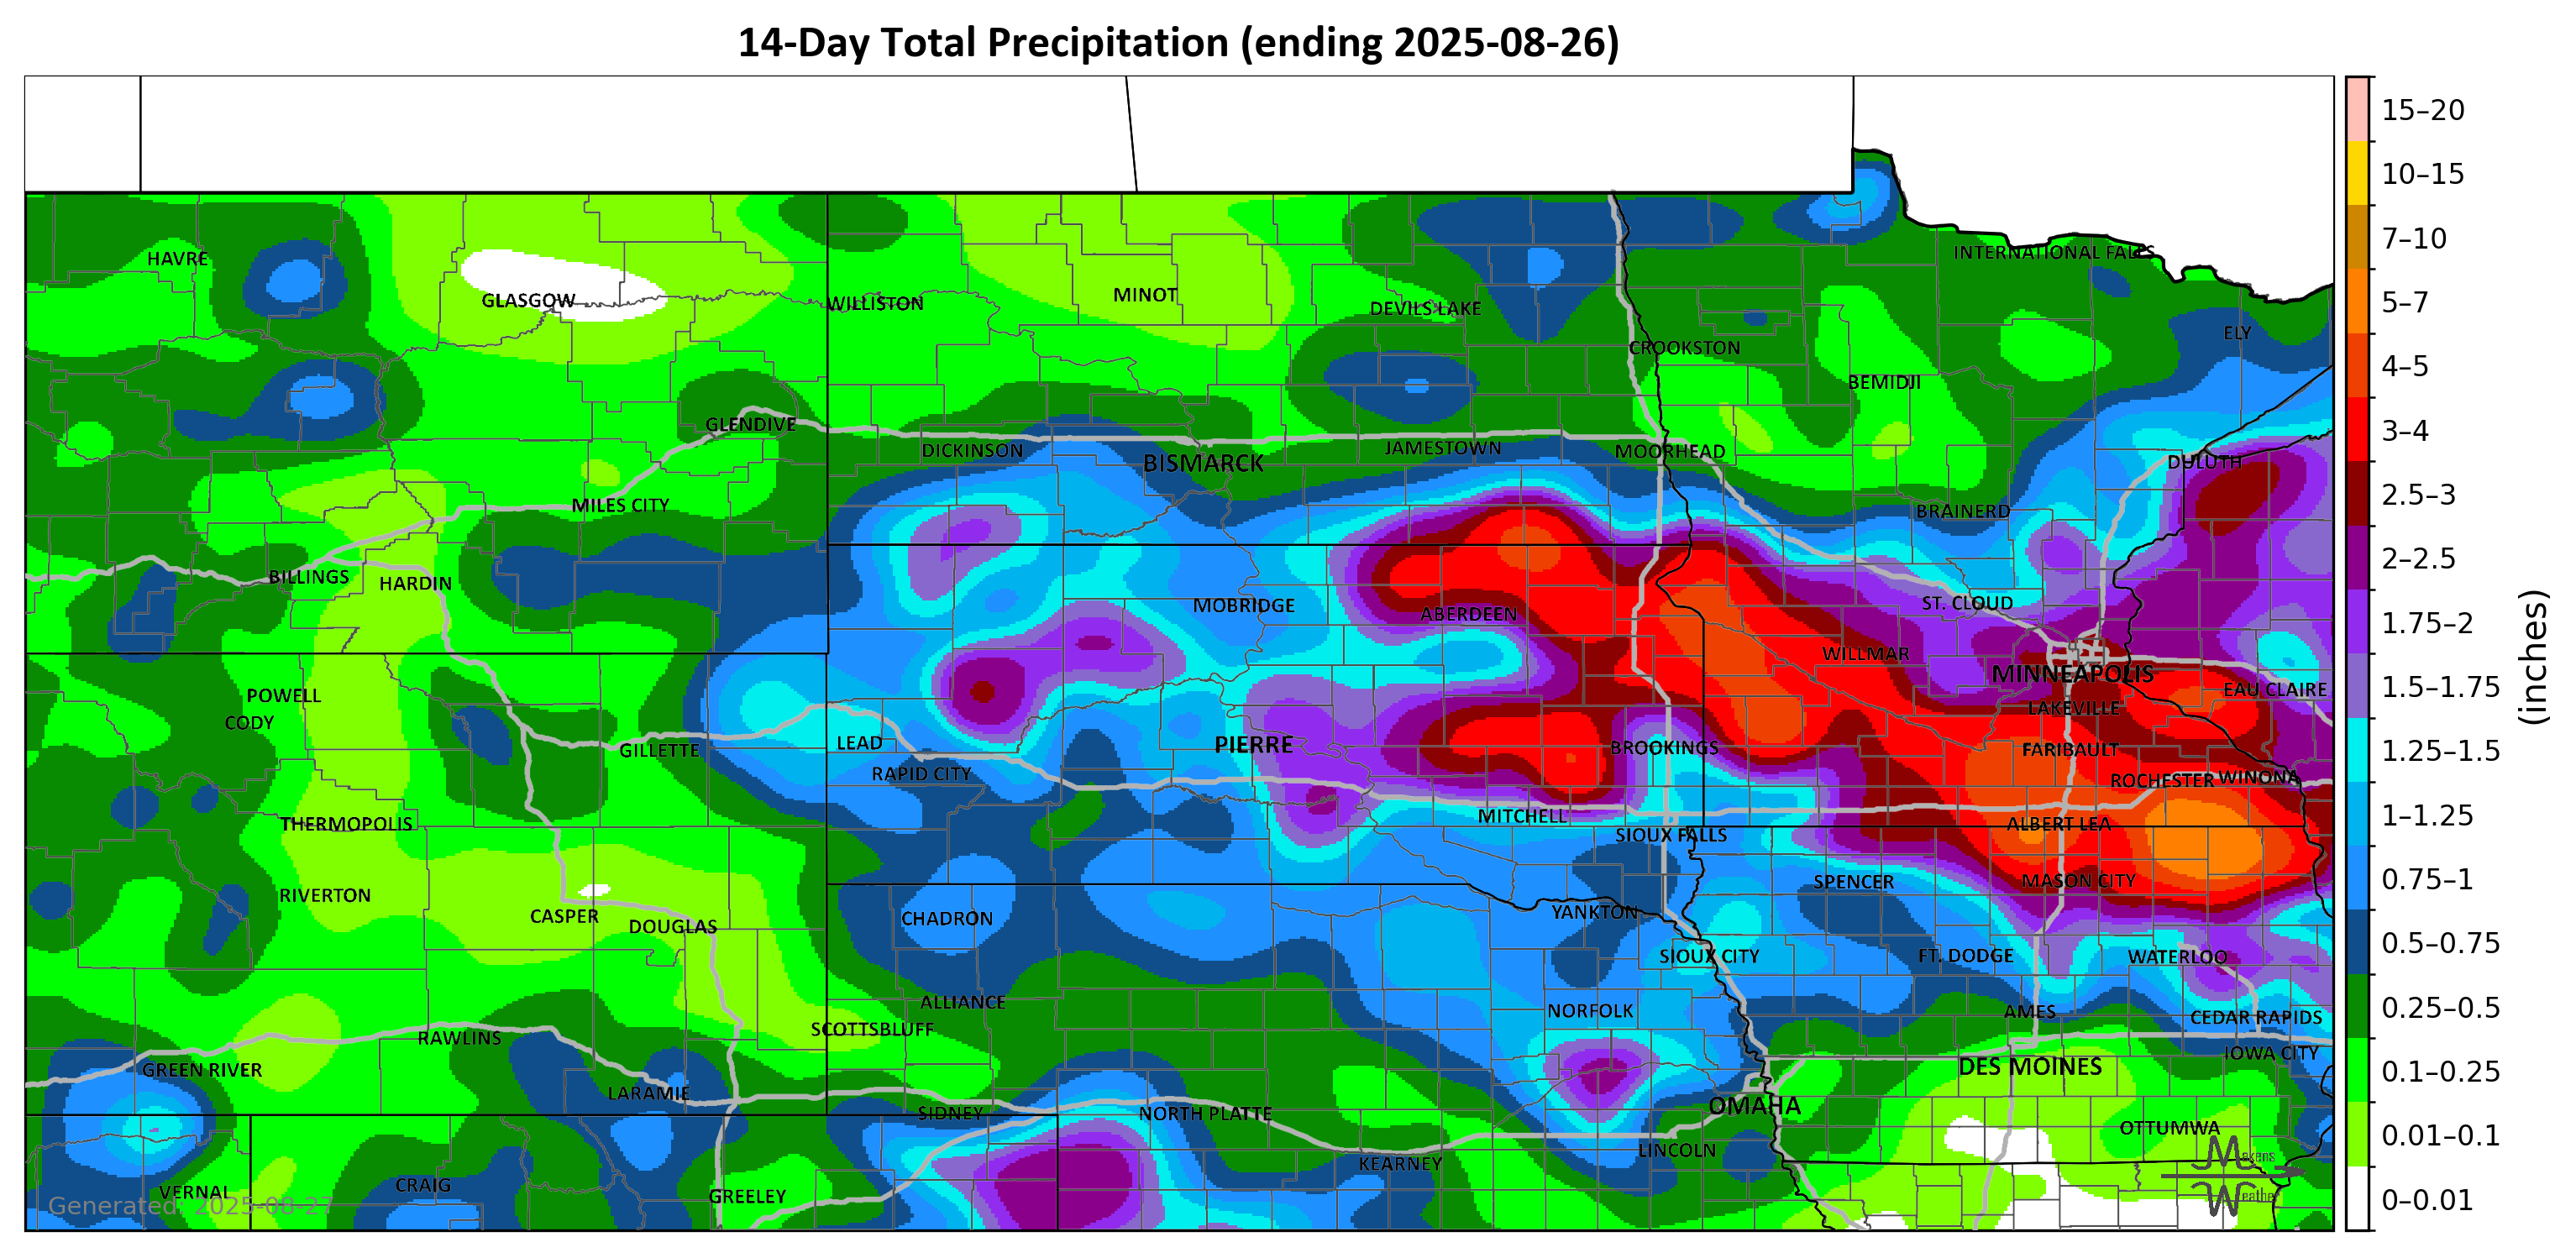 14-Day Total Precipitation (ending 2025-08-26)
15–20
10–15
7–10
5–7
4–5
3–4
2.5–3
2–2.5
1.75–2
1.5–1.75
1.25–1.5
1–1.25
0.75–1
0.5–0.75
0.25–0.5
0.1–0.25
0.01–0.1
0–0.01
(inches)
INTERNATIONAL FALLS
HAVRE
GLASGOW
WILLISTON
MINOT
DEVILS LAKE
ELY
CROOKSTON
BEMIDJI
GLENDIVE
DICKINSON
BISMARCK
JAMESTOWN
MOORHEAD
DULUTH
MILES CITY
BRAINERD
BILLINGS
HARDIN
MOBRIDGE
ABERDEEN
ST. CLOUD
WILLMAR
MINNEAPOLIS
POWELL
EAU CLAIRE
CODY
LAKEVILLE
GILLETTE
LEAD
PIERRE
BROOKINGS
FARIBAULT
RAPID CITY
ROCHESTER
WINONA
THERMOPOLIS
MITCHELL
ALBERT LEA
SIOUX FALLS
RIVERTON
SPENCER
MASON CITY
CASPER
DOUGLAS
CHADRON
YANKTON
SIOUX CITY
FT. DODGE
WATERLOO
ALLIANCE
NORFOLK
AMES
CEDAR RAPIDS
SCOTTSBLUFF
RAWLINS
IOWA CITY
GREEN RIVER
DES MOINES
LARAMIE
SIDNEY
NORTH PLATTE
OMAHA
OTTUMWA
LINCOLN
KEARNEY
VERNAL
CRAIG
GREELEY
Makens
Weather
Generated: 2025-08-27